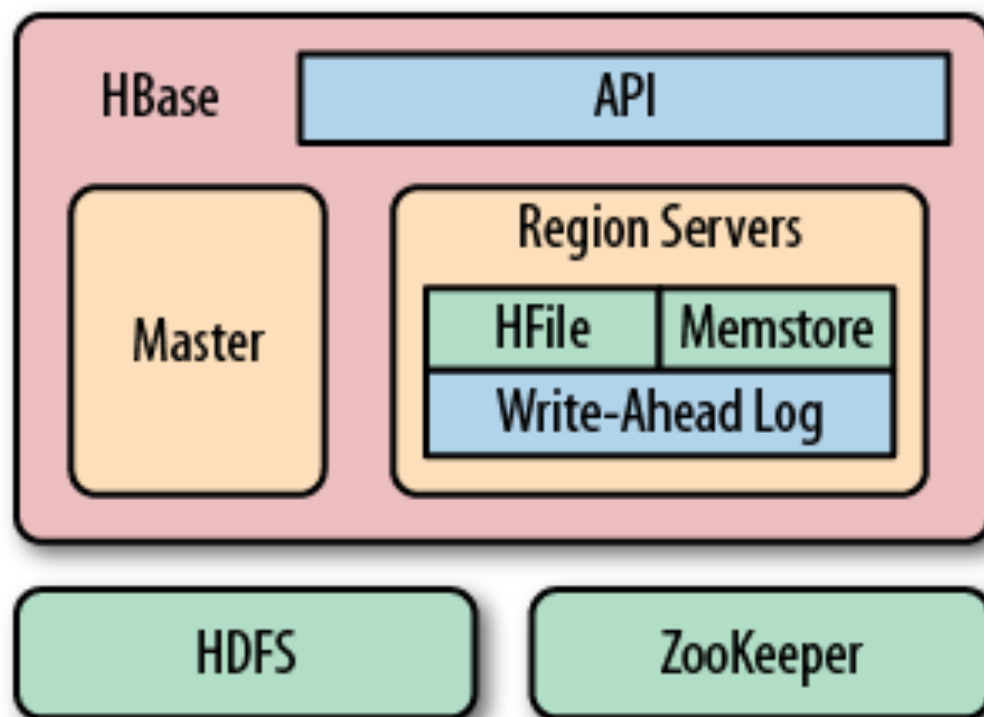 HBase
API
Master
Region Servers
HFile
Memstore
Write-Ahead Log
HDFS
ZooKeeper